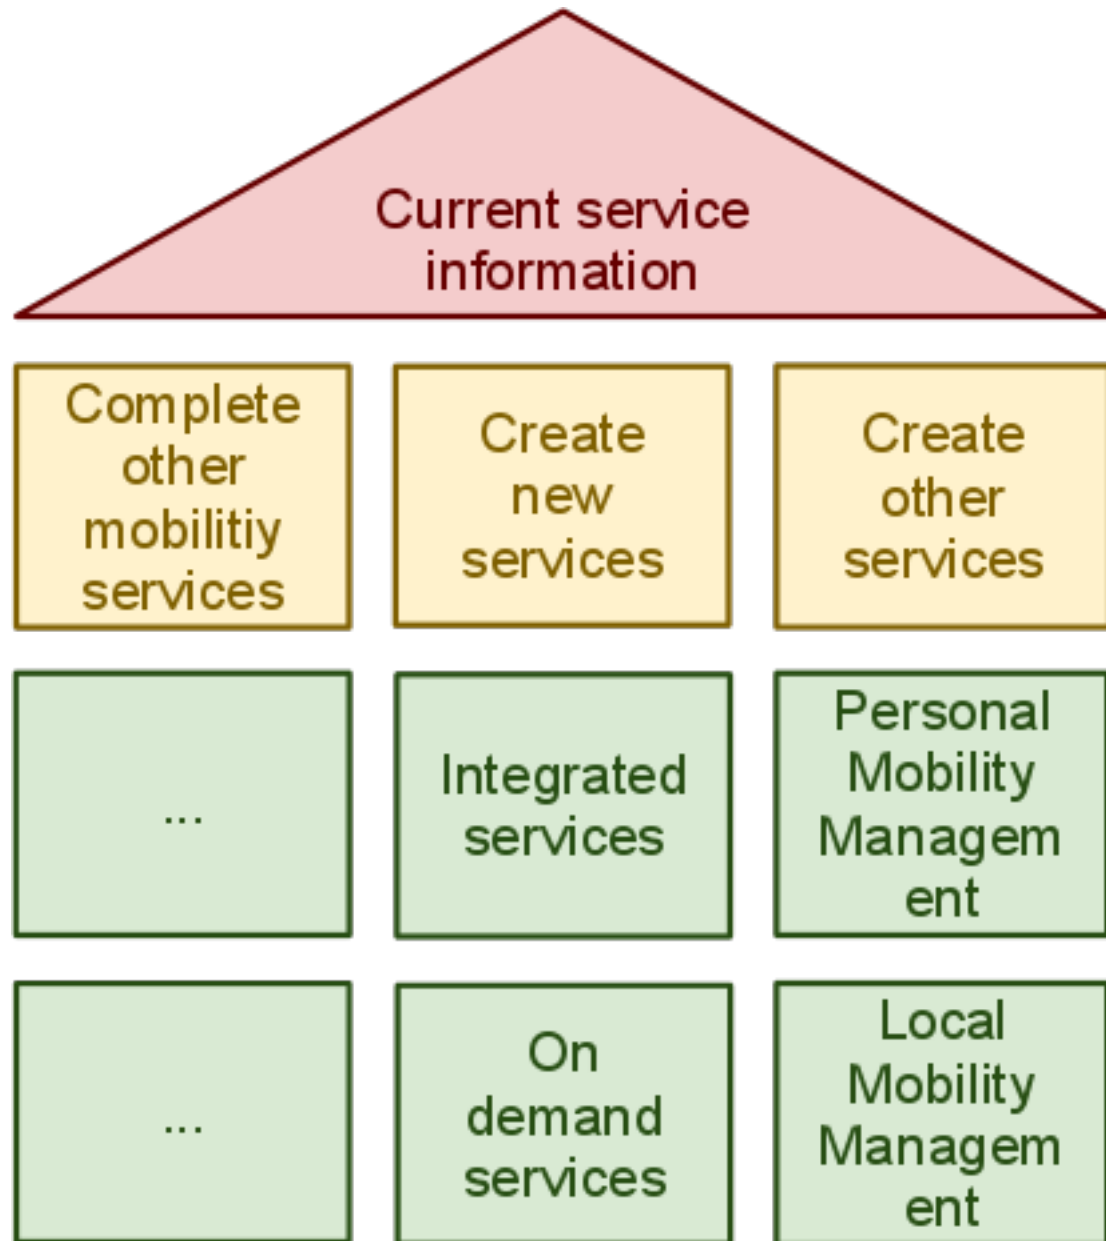 Current service
information
Complete
other
mobilitiy
services
Create
new
services
Create
other
services
...
Integrated
services
Personal
Mobility
Managem
ent
...
On
demand
services
Local
Mobility
Managem
ent